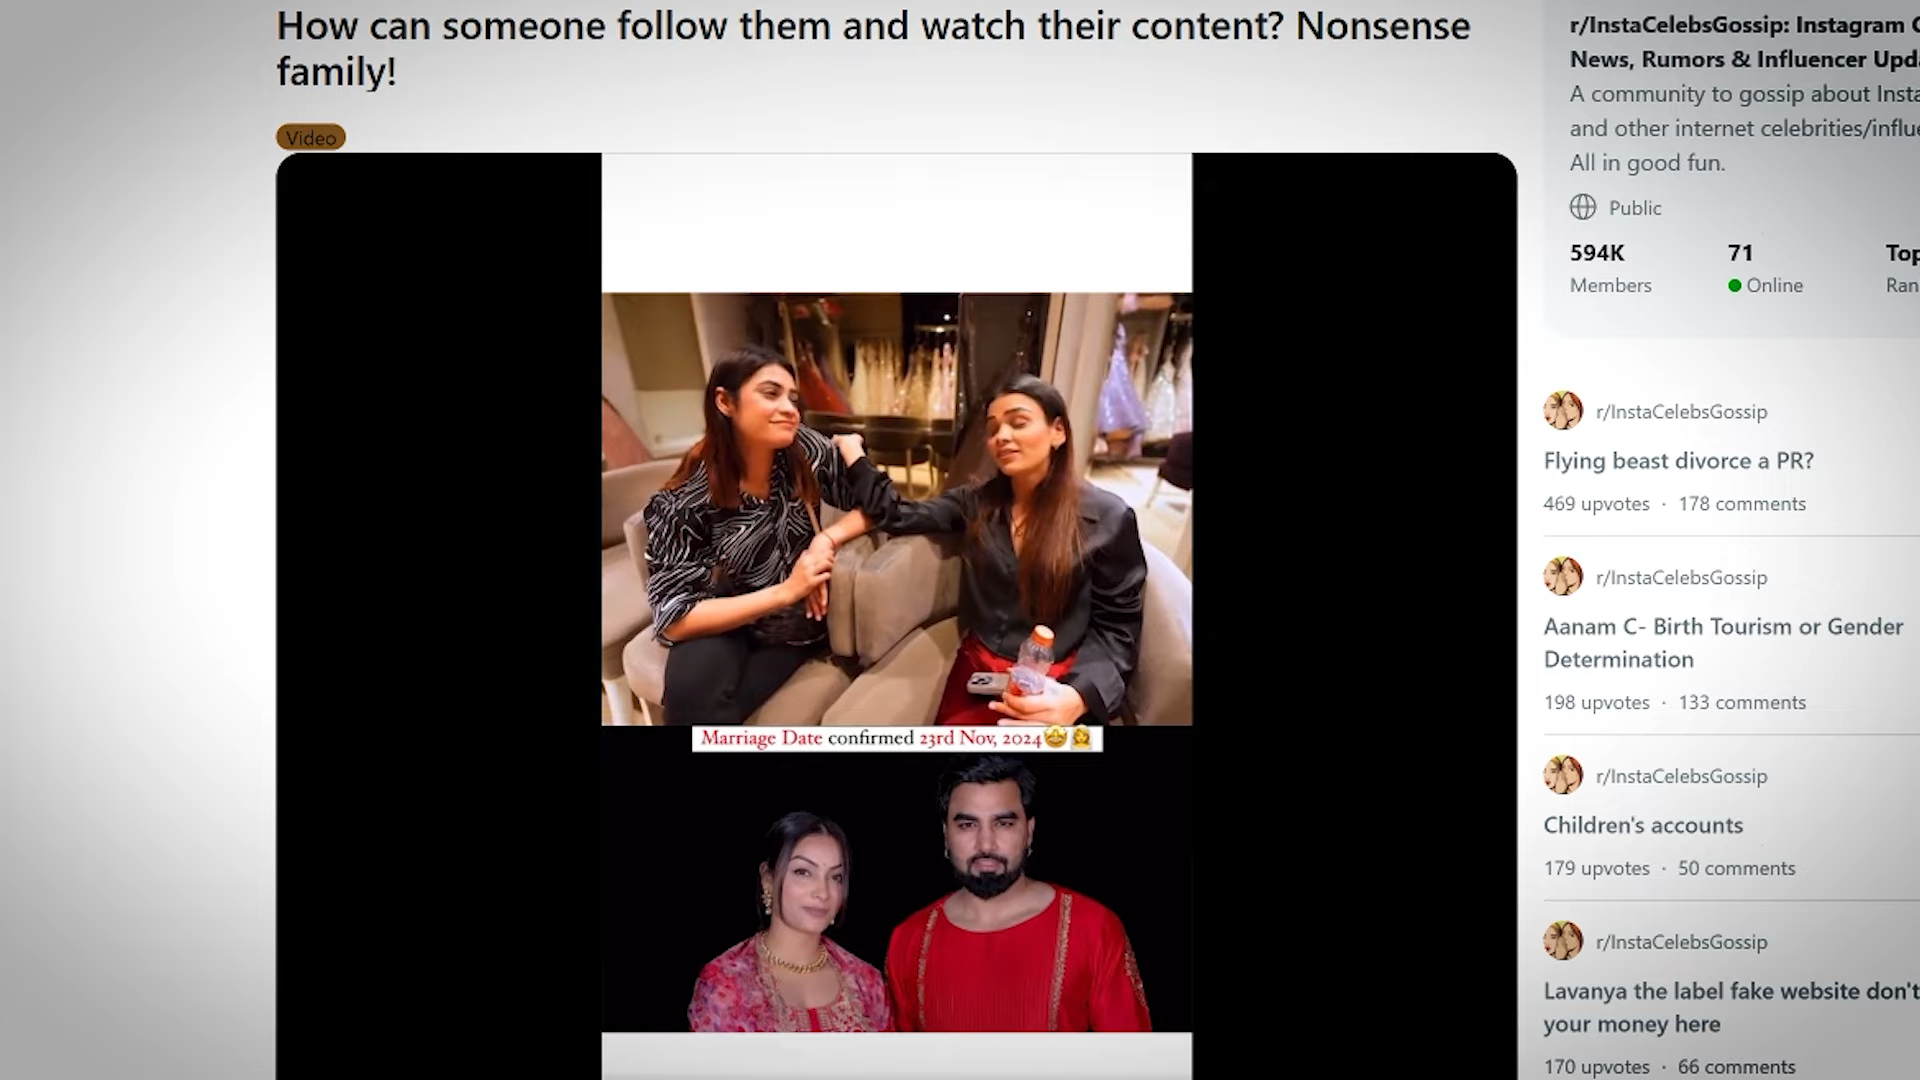 How can someone follow them and watch their content? Nonsense
family!
Video
Marriage Date confirmed 23rd Nov, 2024
r/InstaCelebsGossip: Instagram
News, Rumors & Influencer
A community to gossip about
and other internet
All in good fun.
Public
594K 71
Members Online
r/InstaCelebsGossip
Flying beast divorce a PR?
469 upvotes · 178 comments
r/InstaCelebsGossip
Aanam C- Birth Tourism or Gender
Determination
198 upvotes · 133 comments
r/InstaCelebsGossip
Children's accounts
179 upvotes · 50 comments
r/InstaCelebsGossip
Lavanya the label fake website don't
your money here
170 upvotes · 66 comments